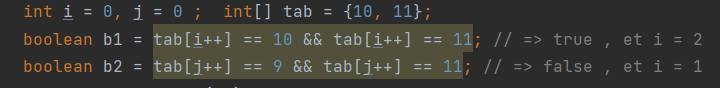 int i = 0, j = 0 ;  int[] tab = {10, 11};
boolean b1 = tab[i++] == 10 && tab[i++] == 11; // => true , et i = 2
boolean b2 = tab[j++] == 9 && tab[j++] == 11; // => false , et i = 1